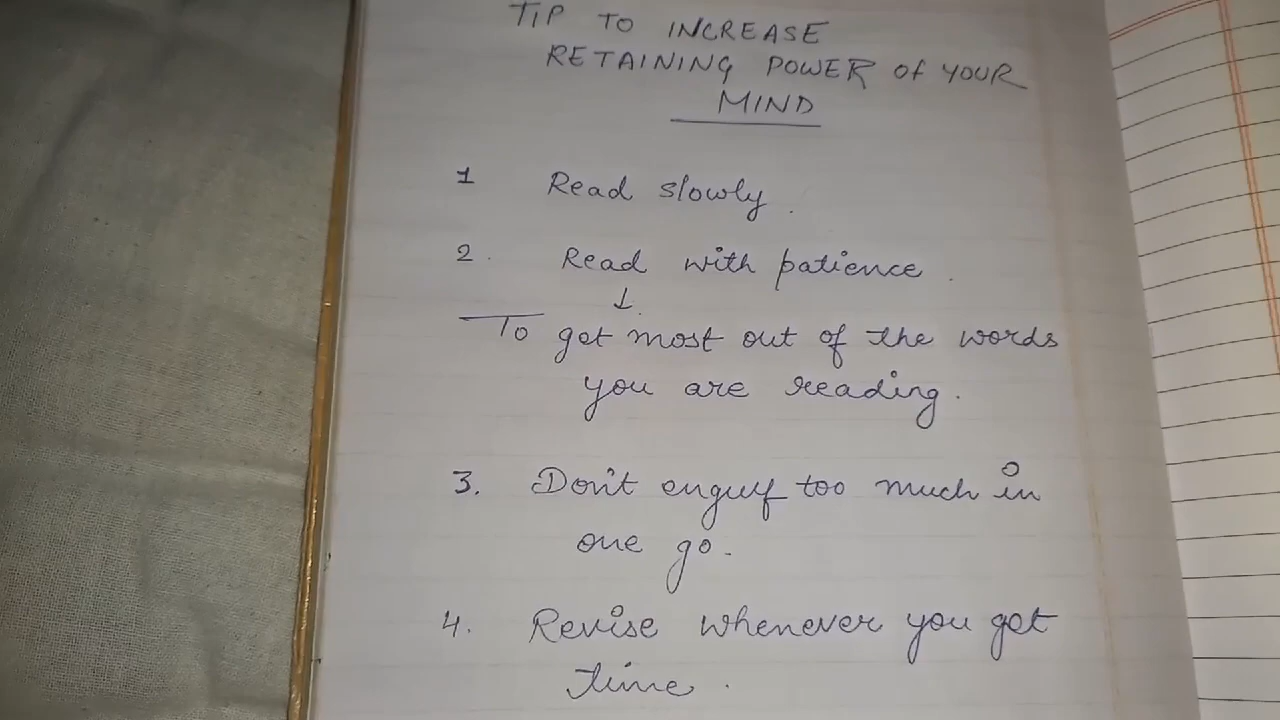 TIP TO INCREASE
RETAINING POWER OF YOUR
MIND
1 Read slowly.
2. Read with patience.
↓
To get most out of the words
you are reading.
3. Don't engulf too much in
one go.
4. Revise whenever you get
time.